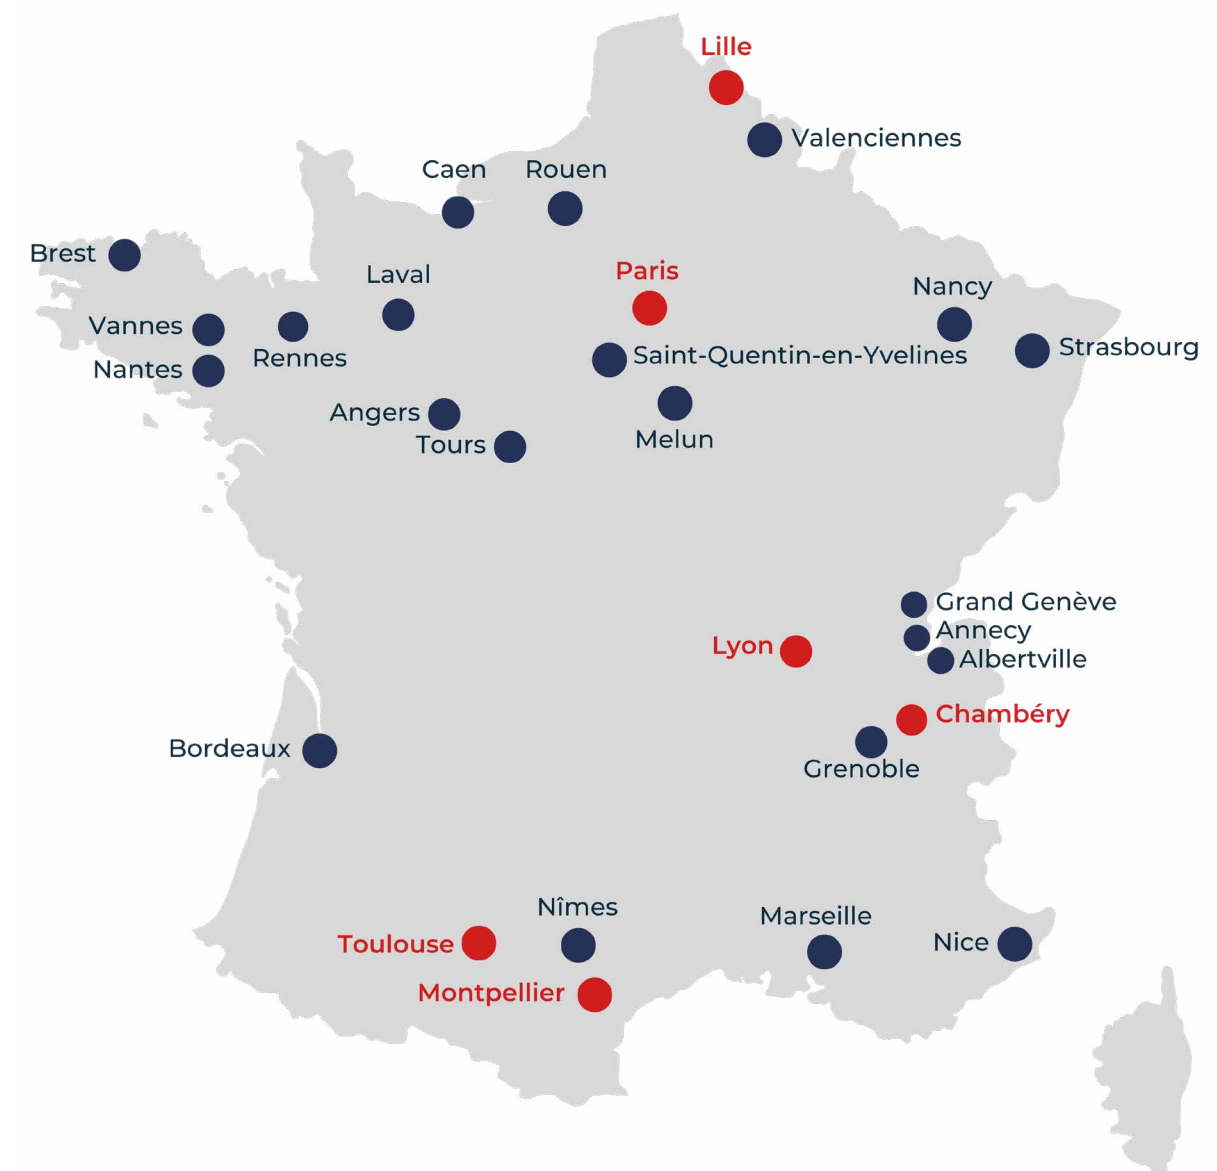 Lille
Valenciennes
Caen
Rouen
Brest
Laval
Paris
Nancy
Vannes
Rennes
Saint-Quentin-en-Yvelines
Strasbourg
Nantes
Angers
Melun
Tours
Grand Genève
Annecy
Lyon
Albertville
Chambéry
Bordeaux
Grenoble
Nîmes
Marseille
Toulouse
Nice
Montpellier